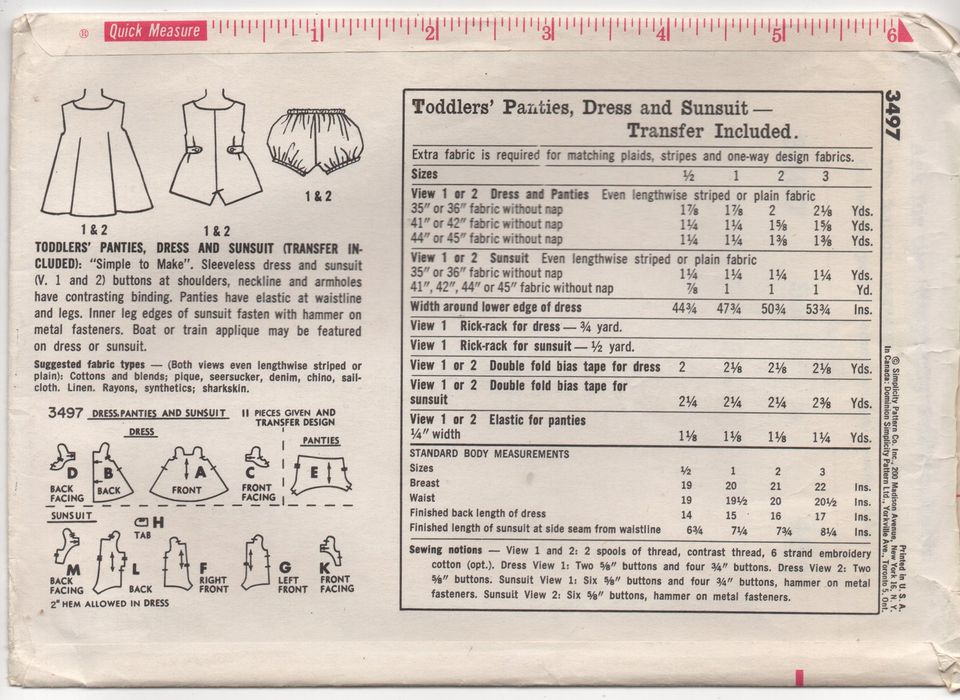 ® Quick Measure 1 2 3 4 5 6
1 & 2
1 & 2
1 & 2
TODDLERS' PANTIES, DRESS AND SUNSUIT (TRANSFER IN-
CLUDED): "Simple to Make". Sleeveless dress and sunsuit
(V. 1 and 2) buttons at shoulders, neckline and armholes
have contrasting binding. Panties have elastic at waistline
and legs. Inner leg edges of sunsuit fasten with hammer on
metal fasteners. Boat or train applique may be featured
on dress or sunsuit.
Suggested fabric types — (Both views even lengthwise striped or
plain): Cottons and blends; pique, seersucker, denim, chino, sail-
cloth. Linen. Rayons, synthetics; sharkskin.
3497 DRESS, PANTIES AND SUNSUIT 11 PIECES GIVEN AND
TRANSFER DESIGN
DRESS
PANTIES
D
BACK
FACING
B
BACK
A
FRONT
C
FRONT
FACING
E
SUNSUIT
H
TAB
M
BACK
FACING
L
BACK
F
RIGHT
FRONT
G
LEFT
FRONT
K
FRONT
FACING
2" HEM ALLOWED IN DRESS
Toddlers' Panties, Dress and Sunsuit —
Transfer Included.
Extra fabric is required for matching plaids, stripes and one-way design fabrics.
Sizes ½ 1 2 3
View 1 or 2 Dress and Panties Even lengthwise striped or plain fabric
35" or 36" fabric without nap 1⅞ 1⅞ 2 2⅛ Yds.
41" or 42" fabric without nap 1¼ 1¼ 1⅝ 1⅝ Yds.
44" or 45" fabric without nap 1¼ 1¼ 1⅜ 1⅜ Yds.
View 1 or 2 Sunsuit Even lengthwise striped or plain fabric
35" or 36" fabric without nap 1¼ 1¼ 1¼ 1¼ Yds.
41", 42", 44" or 45" fabric without nap ⅞ 1 1 1 Yd.
Width around lower edge of dress 44¾ 47¾ 50¾ 53¾ Ins.
View 1 Rick-rack for dress — ¾ yard.
View 1 Rick-rack for sunsuit — ½ yard.
View 1 or 2 Double fold bias tape for dress 2 2⅛ 2⅛ 2⅛ Yds.
View 1 or 2 Double fold bias tape for
sunsuit 2¼ 2¼ 2¼ 2⅜ Yds.
View 1 or 2 Elastic for panties
¼" width 1⅛ 1⅛ 1⅛ 1¼ Yds.
STANDARD BODY MEASUREMENTS
Sizes ½ 1 2 3
Breast 19 20 21 22 Ins.
Waist 19 19½ 20 20½ Ins.
Finished back length of dress 14 15 16 17 Ins.
Finished length of sunsuit at side seam from waistline 6¾ 7¼ 7¾ 8¼ Ins.
Sewing notions — View 1 and 2: 2 spools of thread, contrast thread, 6 strand embroidery
cotton (opt.). Dress View 1: Two ⅝" buttons and four ¾" buttons. Dress View 2: Two
⅝" buttons. Sunsuit View 1: Six ⅝" buttons and four ¾" buttons, hammer on metal
fasteners. Sunsuit View 2: Six ⅝" buttons, hammer on metal fasteners.
3497
© Simplicity Pattern Co. Inc., 200 Madison Avenue, New York 16, N. Y.
In Canada: Dominion Simplicity Pattern Ltd., Yorkville Ave., Toronto 5, Ont.
Printed in U. S. A.